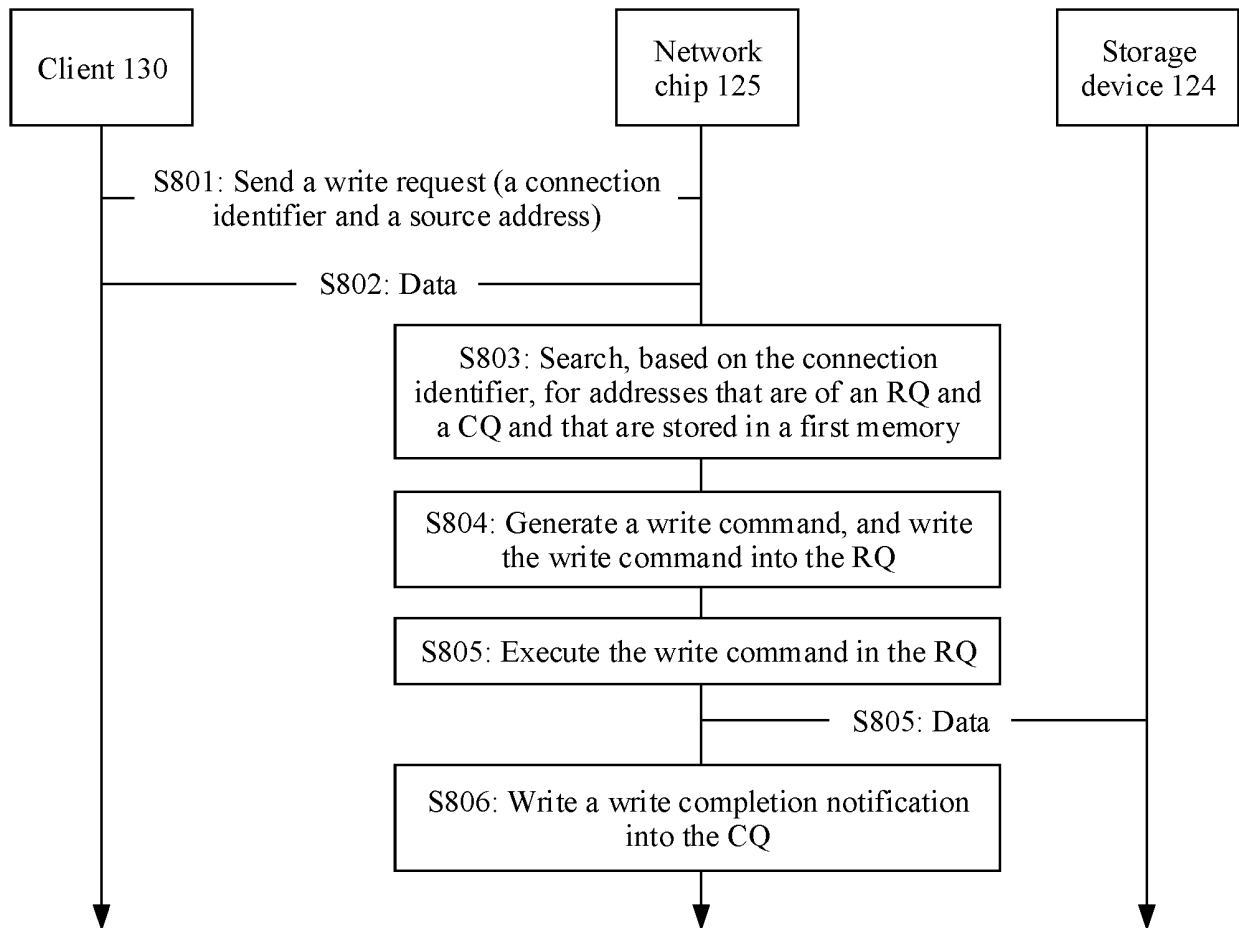 Client 130
Network
chip 125
Storage
device 124
S801: Send a write request (a connection
identifier and a source address)
S802: Data
S803: Search, based on the connection
identifier, for addresses that are of an RQ and
a CQ and that are stored in a first memory
S804: Generate a write command, and write
the write command into the RQ
S805: Execute the write command in the RQ
S805: Data
S806: Write a write completion notification
into the CQ